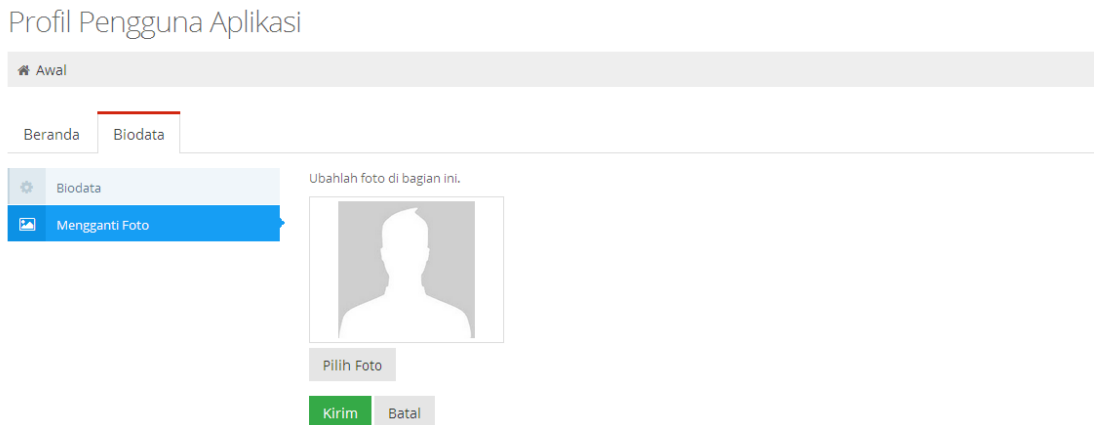 Profil Pengguna Aplikasi
Awal
Beranda Biodata
Biodata
Mengganti Foto
Ubahlah foto di bagian ini.
Pilih Foto
Kirim Batal